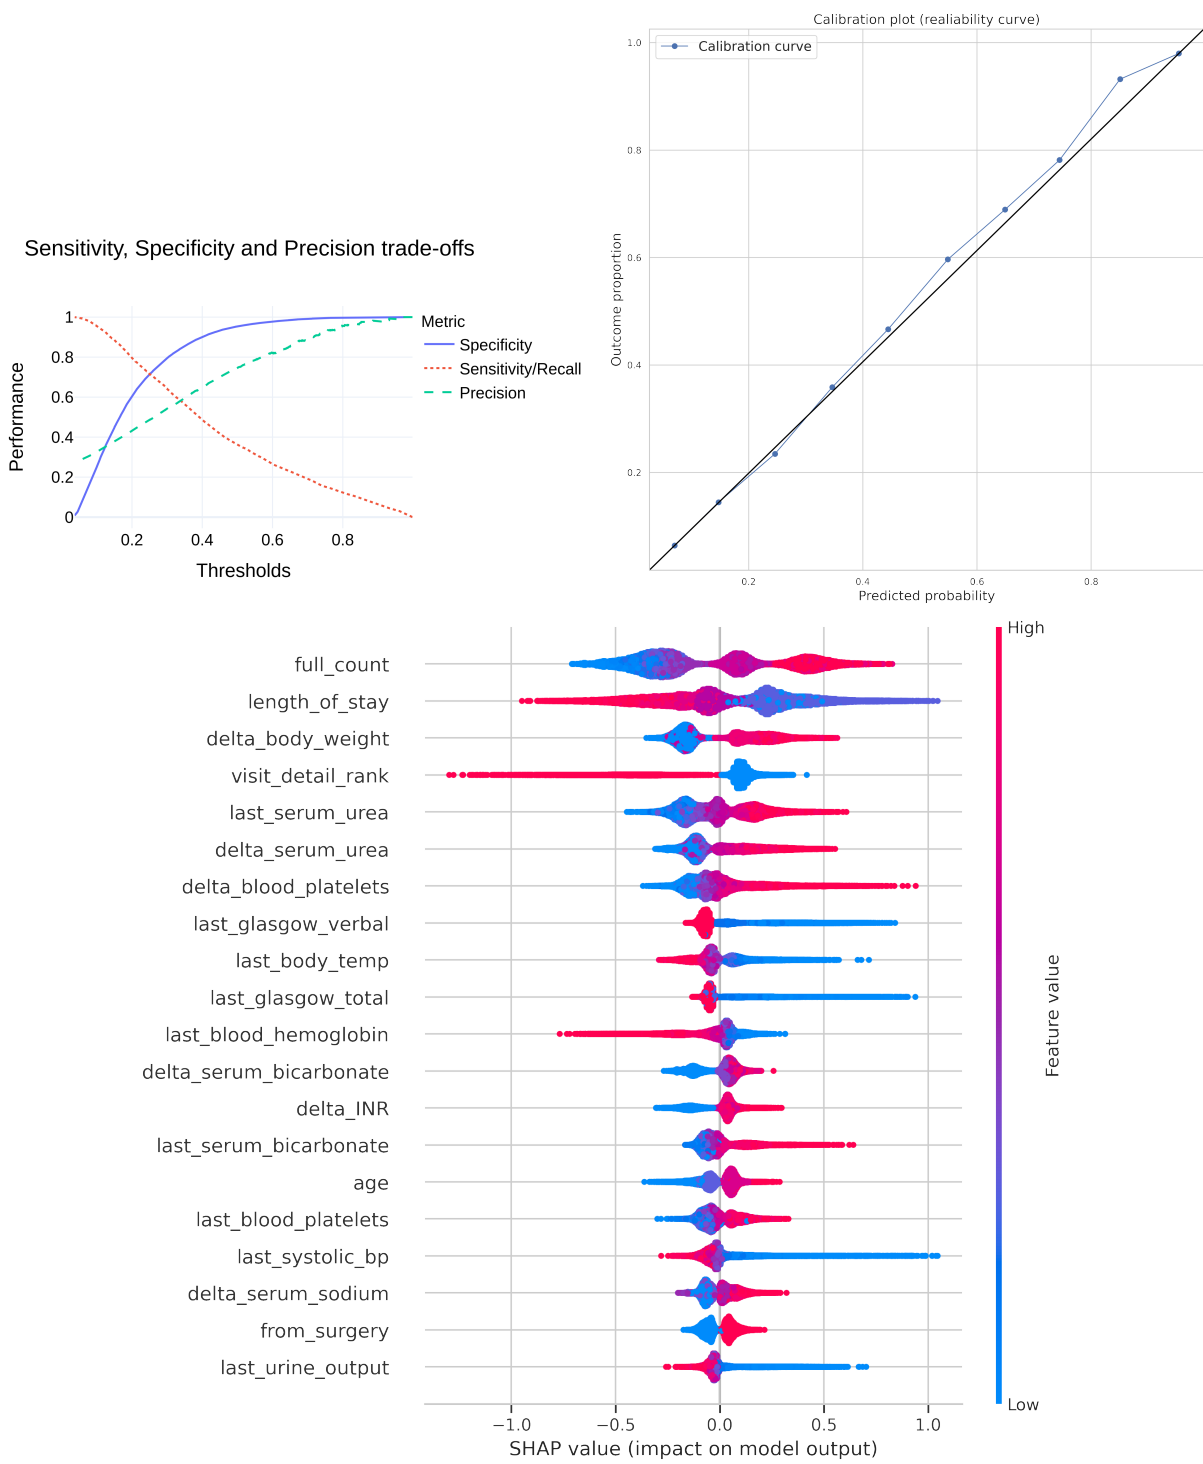 Sensitivity, Specificity and Precision trade-offs
1
0.8
0.6
0.4
0.2
0
Performance
0.2 0.4 0.6 0.8
Thresholds
Metric
Specificity
Sensitivity/Recall
Precision
Calibration plot (realiability curve)
Calibration curve
1.0
0.8
0.6
0.4
0.2
Outcome proportion
0.2 0.4 0.6 0.8
Predicted probability
full_count
length_of_stay
delta_body_weight
visit_detail_rank
last_serum_urea
delta_serum_urea
delta_blood_platelets
last_glasgow_verbal
last_body_temp
last_glasgow_total
last_blood_hemoglobin
delta_serum_bicarbonate
delta_INR
last_serum_bicarbonate
age
last_blood_platelets
last_systolic_bp
delta_serum_sodium
from_surgery
last_urine_output
−1.0 −0.5 0.0 0.5 1.0
SHAP value (impact on model output)
High
Feature value
Low